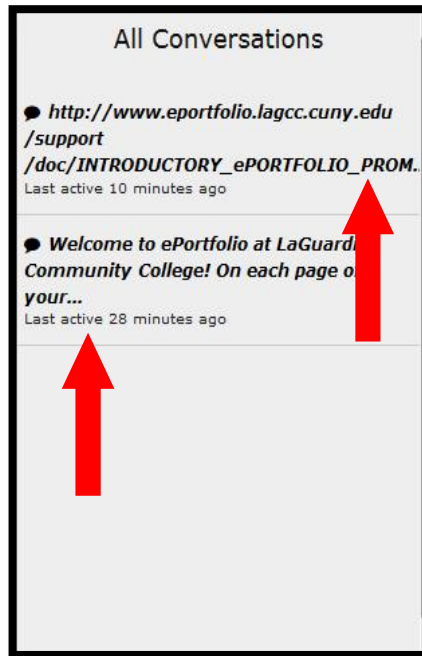 All Conversations
http://www.eportfolio.lagcc.cuny.edu
/support
/doc/INTRODUCTORY_ePORTFOLIO_PROM..
Last active 10 minutes ago
Welcome to ePortfolio at LaGuardi
Community College! On each page o
your...
Last active 28 minutes ago